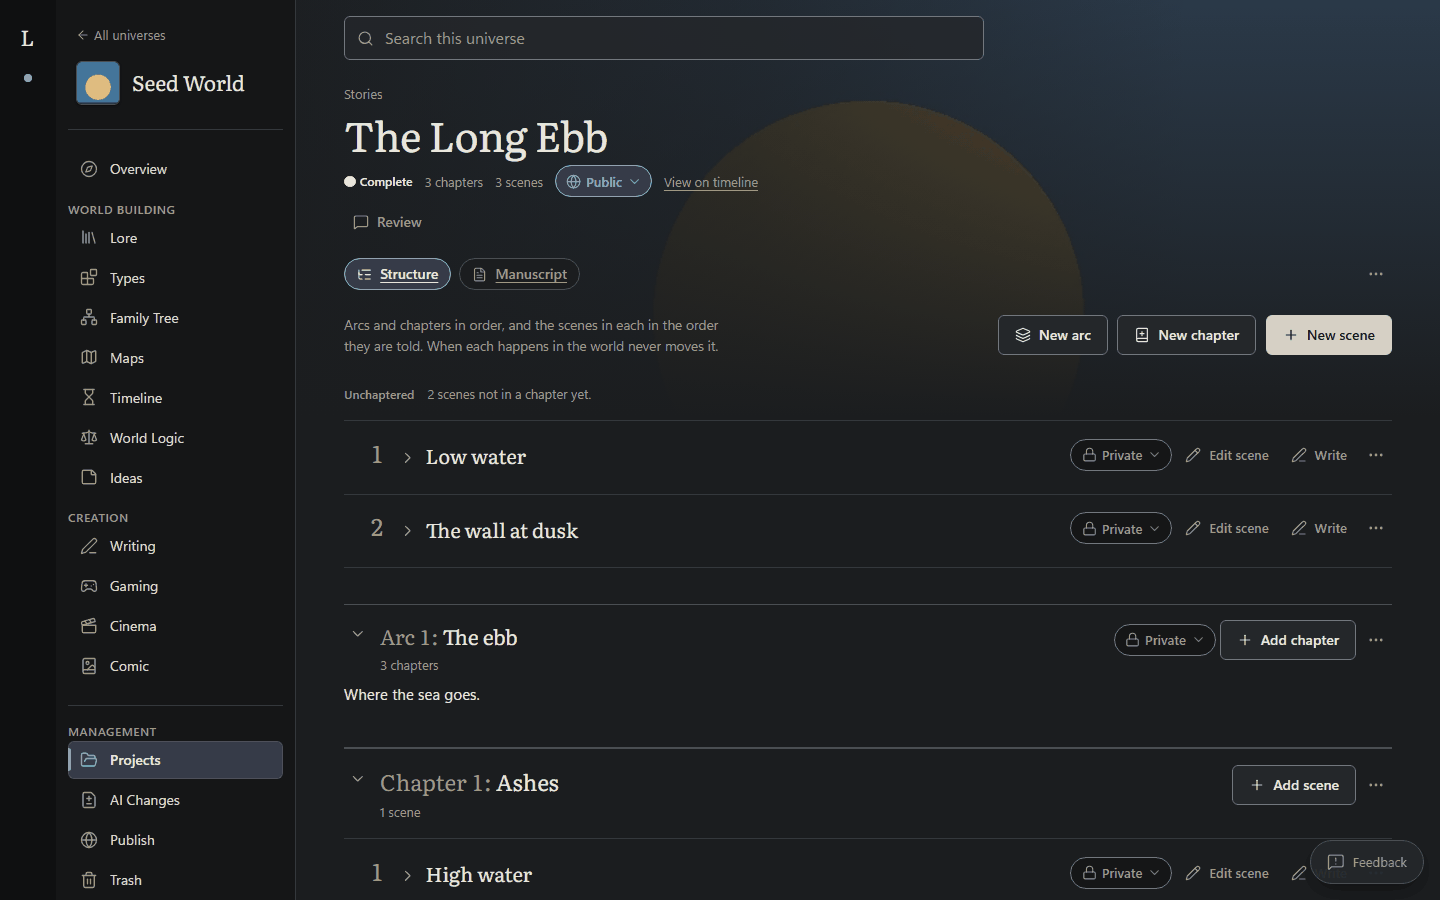 L
All universes
Seed World
Overview
WORLD BUILDING
Lore
Types
Family Tree
Maps
Timeline
World Logic
Ideas
CREATION
Writing
Gaming
Cinema
Comic
MANAGEMENT
Projects
AI Changes
Publish
Trash
Search this universe
Stories
The Long Ebb
Complete 3 chapters 3 scenes Public View on timeline
Review
Structure Manuscript
Arcs and chapters in order, and the scenes in each in the order
they are told. When each happens in the world never moves it.
New arc New chapter New scene
Unchaptered 2 scenes not in a chapter yet.
1 Low water Private Edit scene Write
2 The wall at dusk Private Edit scene Write
Arc 1: The ebb Private Add chapter
3 chapters
Where the sea goes.
Chapter 1: Ashes Add scene
1 scene
1 High water Private Edit scene
Feedback